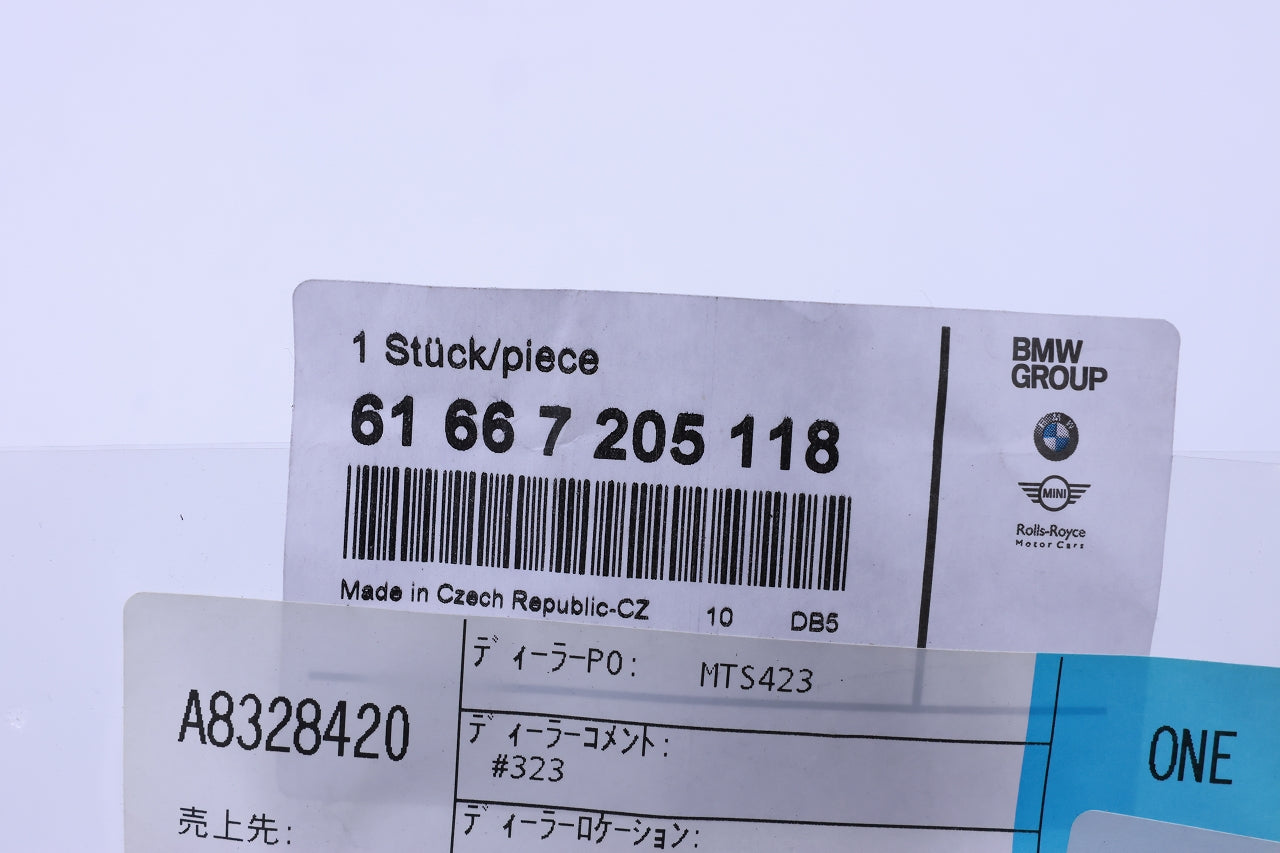 1 Stück/piece
61 66 7 205 118
Made in Czech Republic-CZ 10 DB5
BMW
GROUP
BMW
MINI
Rolls-Royce
Motor Cars
A8328420
売上先:
ディーラーPO: MTS423
ディーラーコメント:
#323
ディーラーロケーション:
ONE